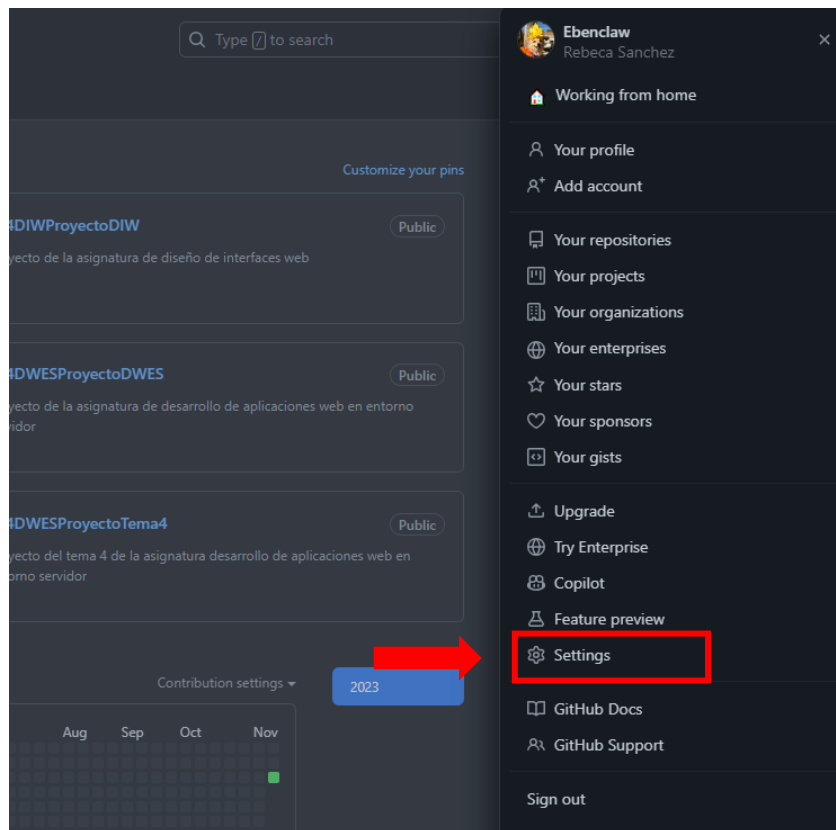 Type / to search
Ebenclaw
Rebeca Sanchez
Working from home
Customize your pins
Your profile
Add account
4DIWProyectoDIW
Public
yecto de la asignatura de diseño de interfaces web
Your repositories
Your projects
Your organizations
Your enterprises
4DWESProyectoDWES
Public
yecto de la asignatura de desarrollo de aplicaciones web en entorno
vidor
Your stars
Your sponsors
Your gists
4DWESProyectoTema4
Public
yecto del tema 4 de la asignatura desarrollo de aplicaciones web en
orno servidor
Upgrade
Try Enterprise
Copilot
Feature preview
Settings
Contribution settings
2023
Aug Sep Oct Nov
GitHub Docs
GitHub Support
Sign out